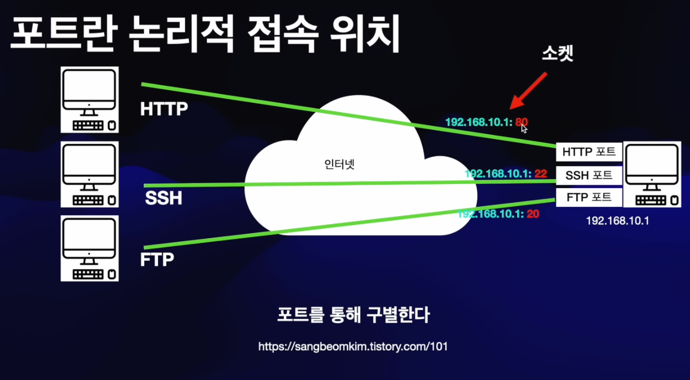 포트란 논리적 접속 위치
소켓
HTTP
192.168.10.1: 80
HTTP 포트
인터넷
SSH
192.168.10.1: 22
SSH 포트
FTP
192.168.10.1: 20
FTP 포트
192.168.10.1
포트를 통해 구별한다
https://sangbeomkim.tistory.com/101